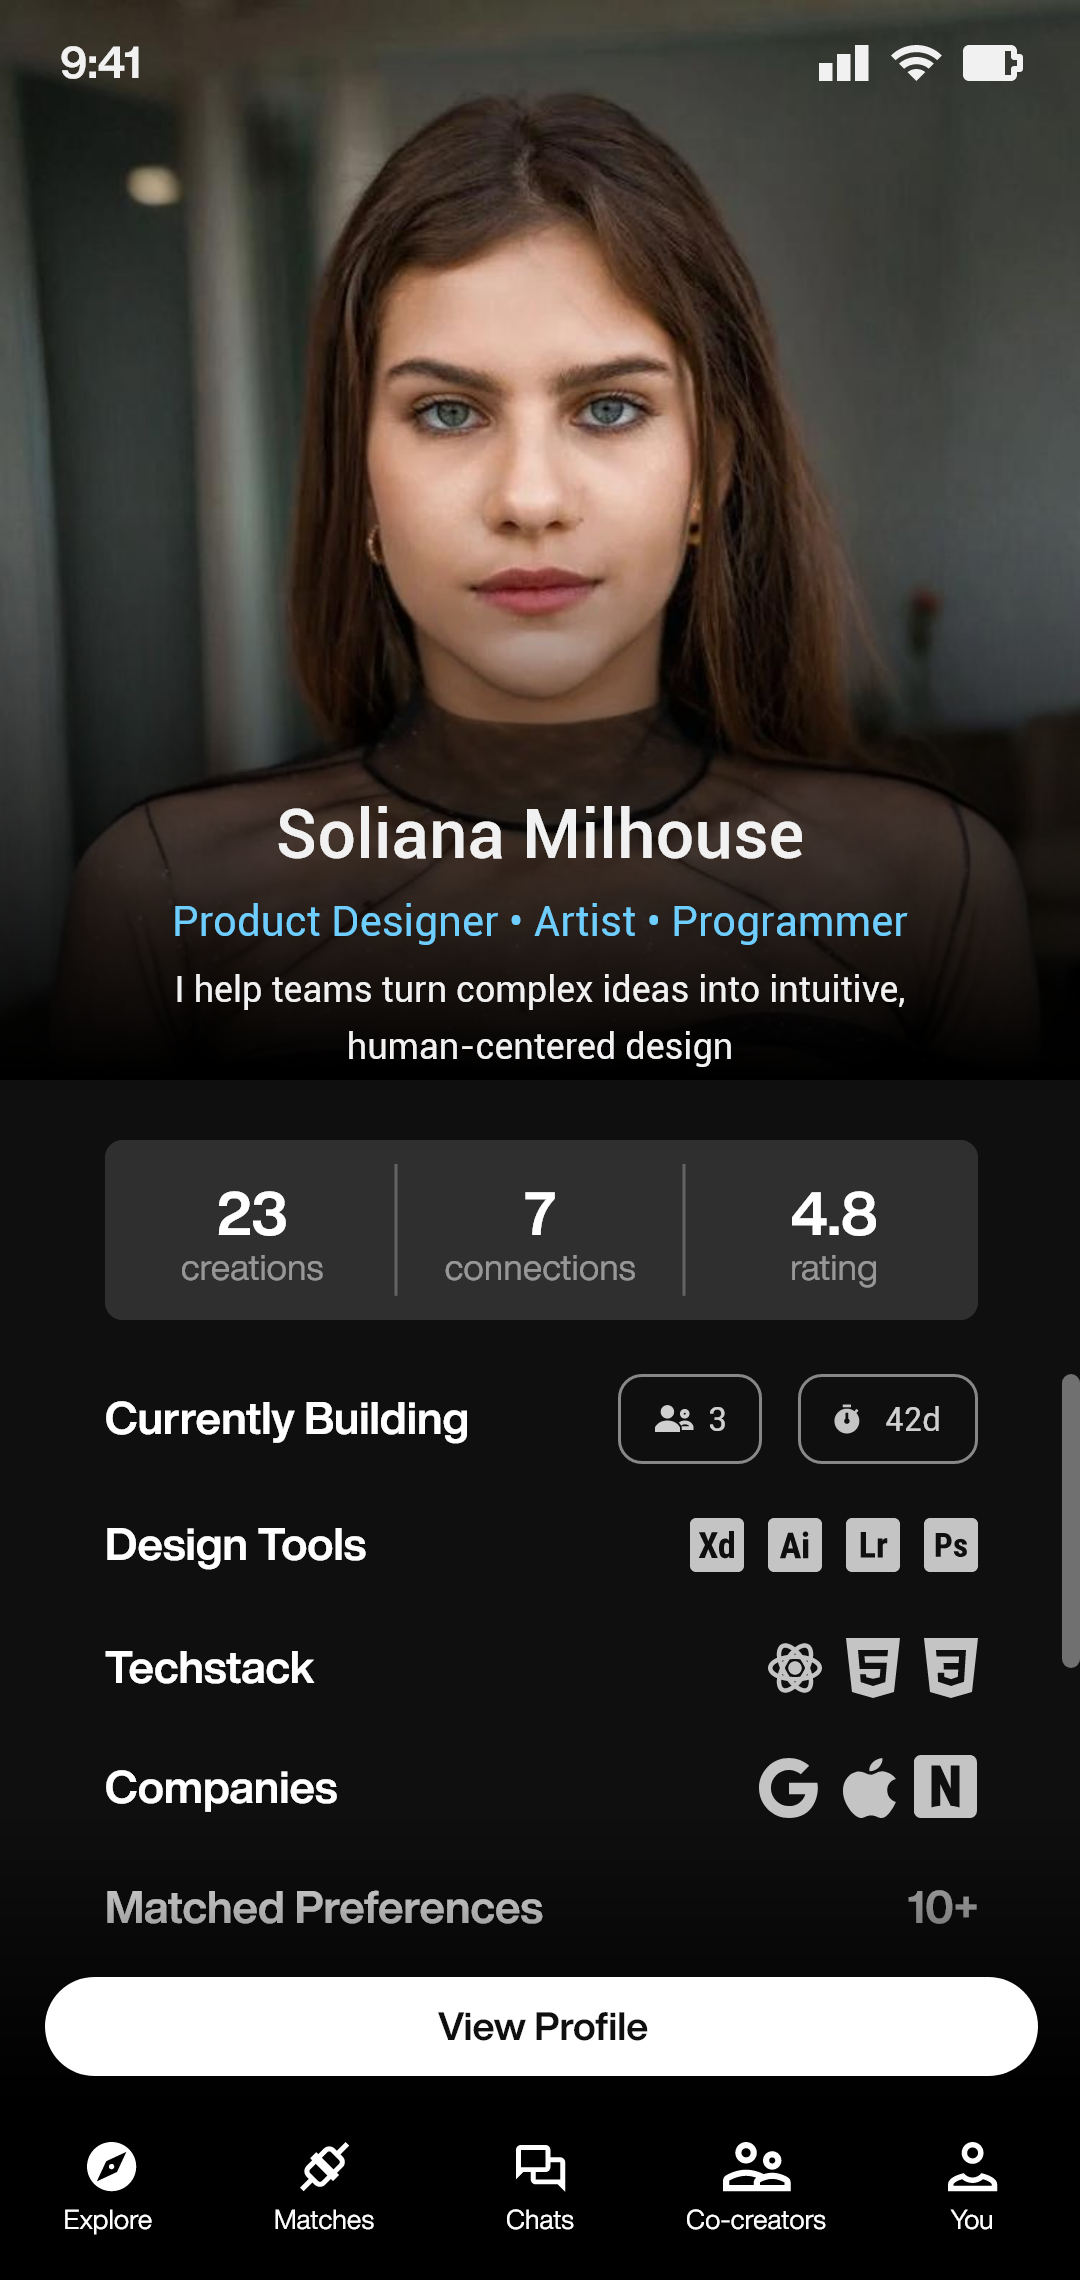 9:41
Soliana Milhouse
Product Designer • Artist • Programmer
I help teams turn complex ideas into intuitive,
human-centered design
23 7 4.8
creations connections rating
Currently Building 3 42d
Design Tools Xd Ai Lr Ps
Techstack 5 3
Companies G N
Matched Preferences 10+
View Profile
Explore Matches Chats Co-creators You